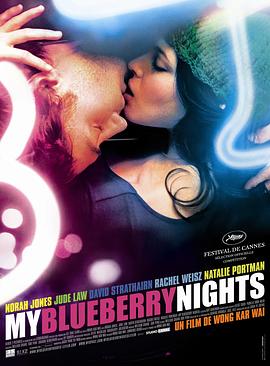 FESTIVAL DE CANNES
SÉLECTION OFFICIELLE
COMPÉTITION
NORAH JONES JUDE LAW DAVID STRATHAIRN RACHEL WEISZ NATALIE PORTMAN
MY BLUEBERRY NIGHTS
UN FILM DE WONG KAR WAI